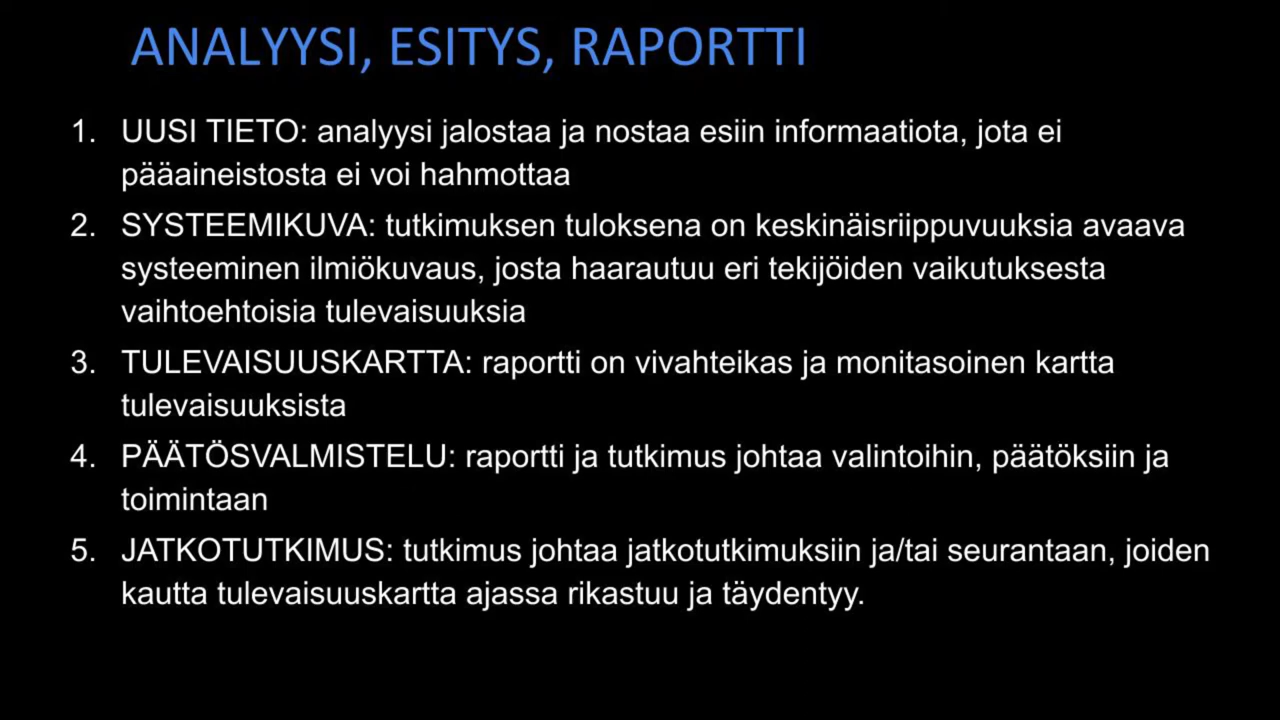 ANALYYSI, ESITYS, RAPORTTI
1. UUSI TIETO: analyysi jalostaa ja nostaa esiin informaatiota, jota ei
pääaineistosta ei voi hahmottaa
2. SYSTEEMIKUVA: tutkimuksen tuloksena on keskinäisriippuvuuksia avaava
systeeminen ilmiökuvaus, josta haarautuu eri tekijöiden vaikutuksesta
vaihtoehtoisia tulevaisuuksia
3. TULEVAISUUSKARTTA: raportti on vivahteikas ja monitasoinen kartta
tulevaisuuksista
4. PÄÄTÖSVALMISTELU: raportti ja tutkimus johtaa valintoihin, päätöksiin ja
toimintaan
5. JATKOTUTKIMUS: tutkimus johtaa jatkotutkimuksiin ja/tai seurantaan, joiden
kautta tulevaisuuskartta ajassa rikastuu ja täydentyy.